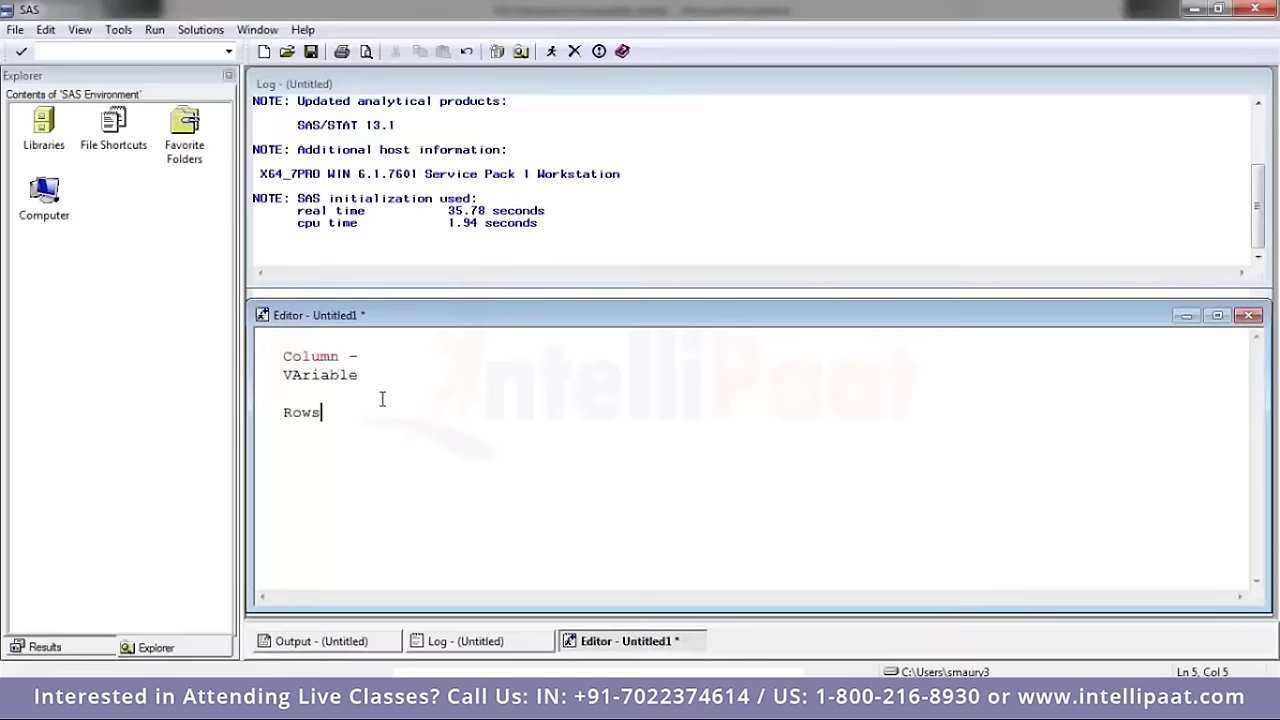 SAS
File Edit View Tools Run Solutions Window Help
Explorer
Contents of 'SAS Environment'
Libraries
File Shortcuts
Favorite
Folders
Computer
Results
Explorer
Log - (Untitled)
NOTE: Updated analytical products:
SAS/STAT 13.1
NOTE: Additional host information:
X64_7PRO WIN 6.1.7601 Service Pack 1 Workstation
NOTE: SAS initialization used:
real time 35.78 seconds
cpu time 1.94 seconds
Editor - Untitled1 *
Column -
VAriable
Rows
IntelliPaat
Output - (Untitled)
Log - (Untitled)
Editor - Untitled1 *
C:\Users\smaury3
Ln 5, Col 5
Interested in Attending Live Classes? Call Us: IN: +91-7022374614 / US: 1-800-216-8930 or www.intellipaat.com